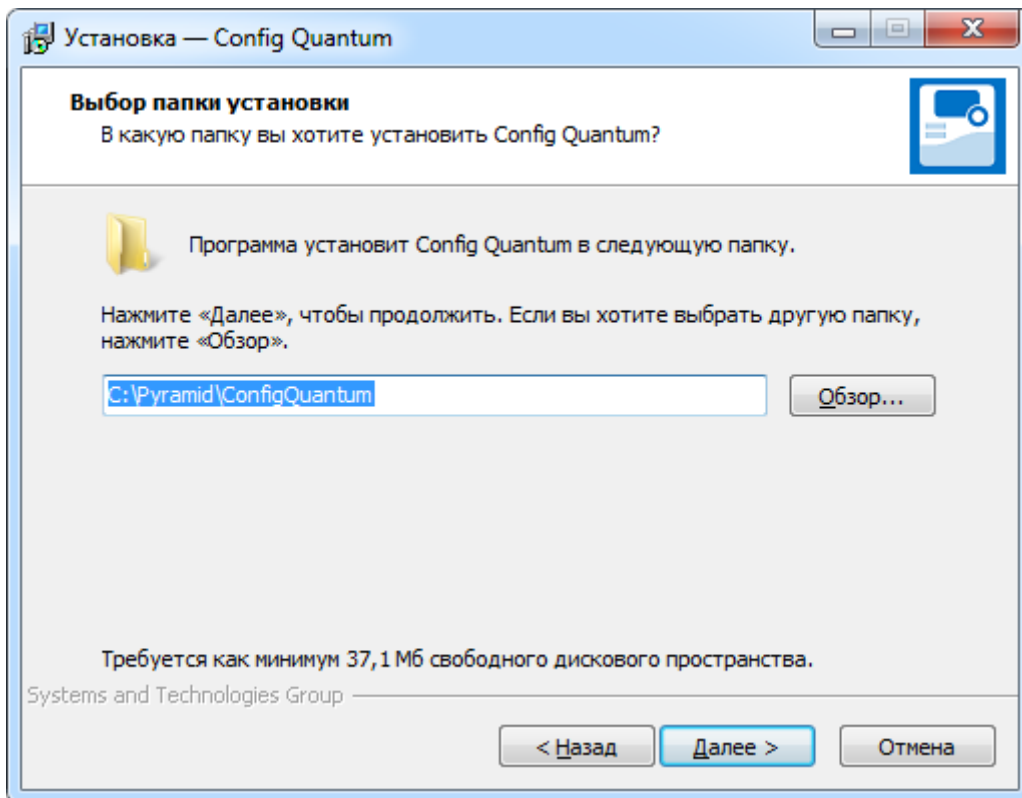 Установка — Config Quantum
Выбор папки установки
В какую папку вы хотите установить Config Quantum?
Программа установит Config Quantum в следующую папку.
Нажмите «Далее», чтобы продолжить. Если вы хотите выбрать другую папку,
нажмите «Обзор».
C:\Pyramid\ConfigQuantum
Обзор...
Требуется как минимум 37,1 Мб свободного дискового пространства.
Systems and Technologies Group
< Назад
Далее >
Отмена